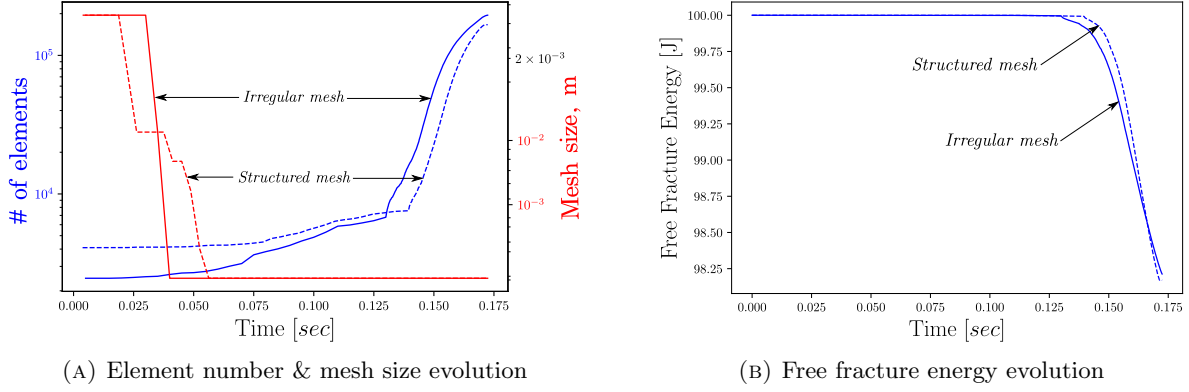 10⁵
10⁴
# of elements
2 × 10⁻³
10⁻²
10⁻³
Mesh size, m
Irregular mesh
Structured mesh
0.000 0.025 0.050 0.075 0.100 0.125 0.150 0.175
Time [sec]
(A) Element number & mesh size evolution
100.00
99.75
99.50
99.25
99.00
98.75
98.50
98.25
Free Fracture Energy [J]
Structured mesh
Irregular mesh
0.000 0.025 0.050 0.075 0.100 0.125 0.150 0.175
Time [sec]
(B) Free fracture energy evolution